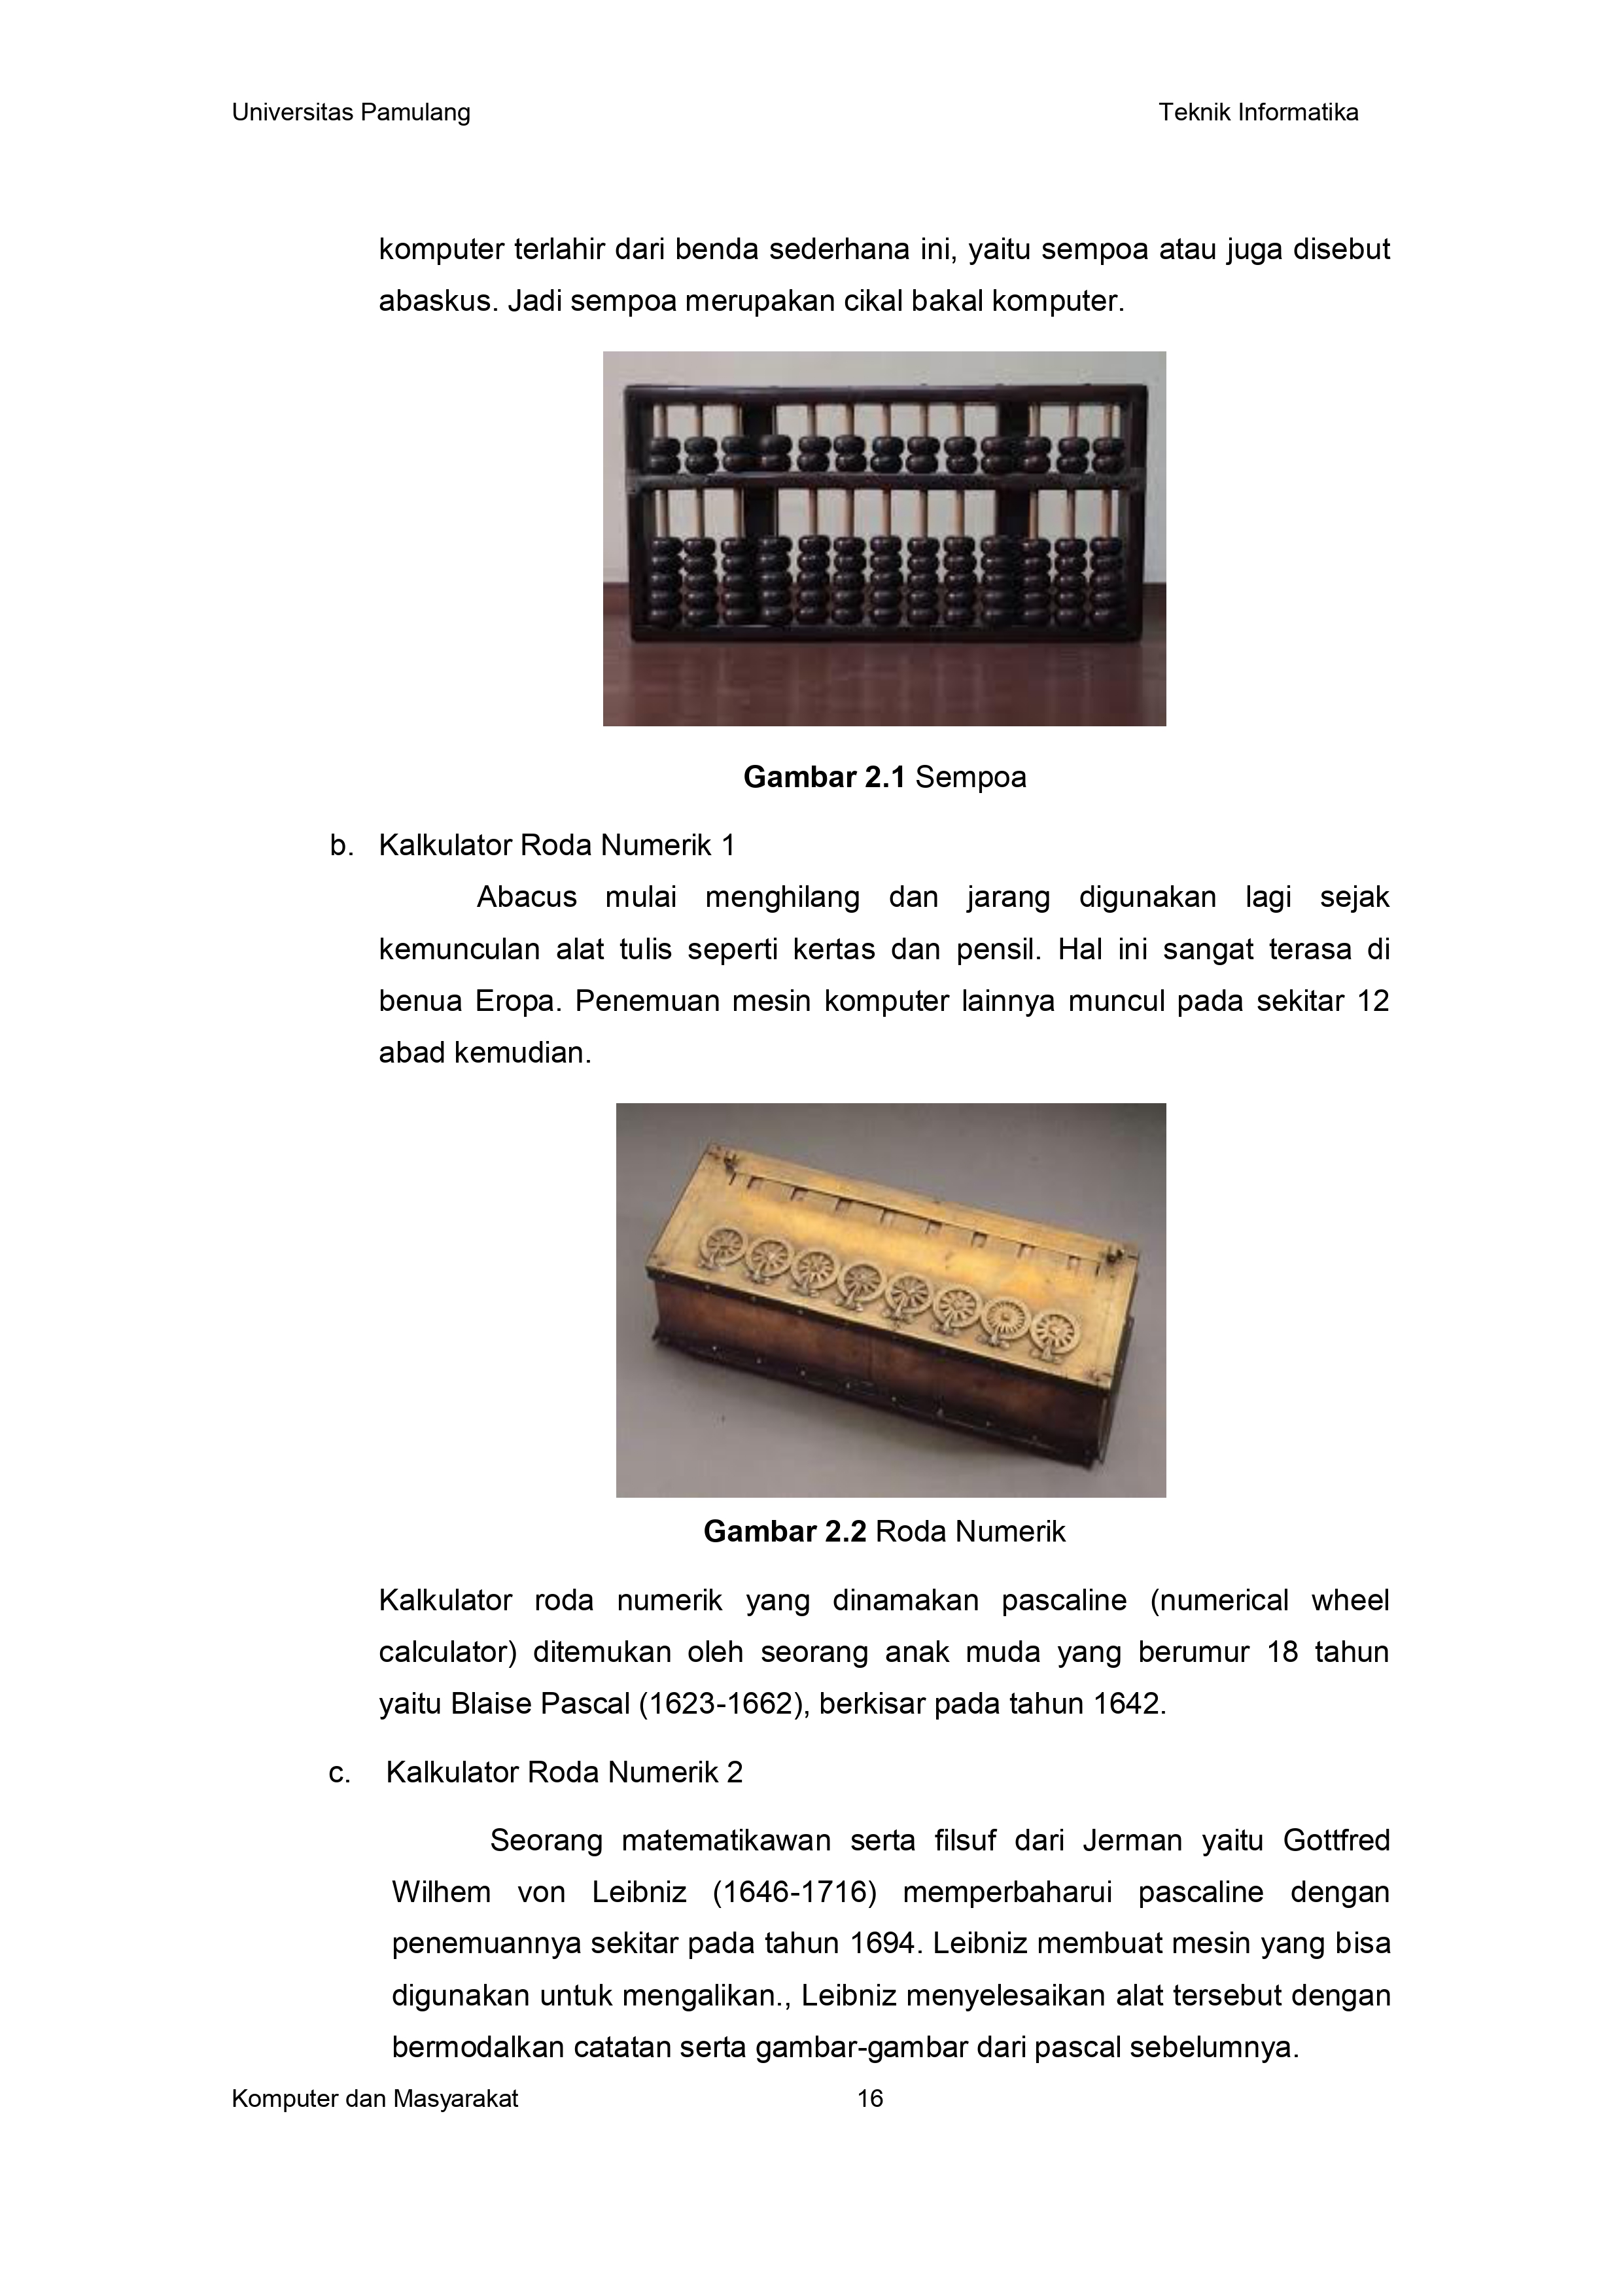 Universitas Pamulang Teknik Informatika
komputer terlahir dari benda sederhana ini, yaitu sempoa atau juga disebut
abaskus. Jadi sempoa merupakan cikal bakal komputer.
Gambar 2.1 Sempoa
b. Kalkulator Roda Numerik 1
Abacus mulai menghilang dan jarang digunakan lagi sejak
kemunculan alat tulis seperti kertas dan pensil. Hal ini sangat terasa di
benua Eropa. Penemuan mesin komputer lainnya muncul pada sekitar 12
abad kemudian.
Gambar 2.2 Roda Numerik
Kalkulator roda numerik yang dinamakan pascaline (numerical wheel
calculator) ditemukan oleh seorang anak muda yang berumur 18 tahun
yaitu Blaise Pascal (1623-1662), berkisar pada tahun 1642.
c. Kalkulator Roda Numerik 2
Seorang matematikawan serta filsuf dari Jerman yaitu Gottfred
Wilhem von Leibniz (1646-1716) memperbaharui pascaline dengan
penemuannya sekitar pada tahun 1694. Leibniz membuat mesin yang bisa
digunakan untuk mengalikan., Leibniz menyelesaikan alat tersebut dengan
bermodalkan catatan serta gambar-gambar dari pascal sebelumnya.
Komputer dan Masyarakat 16